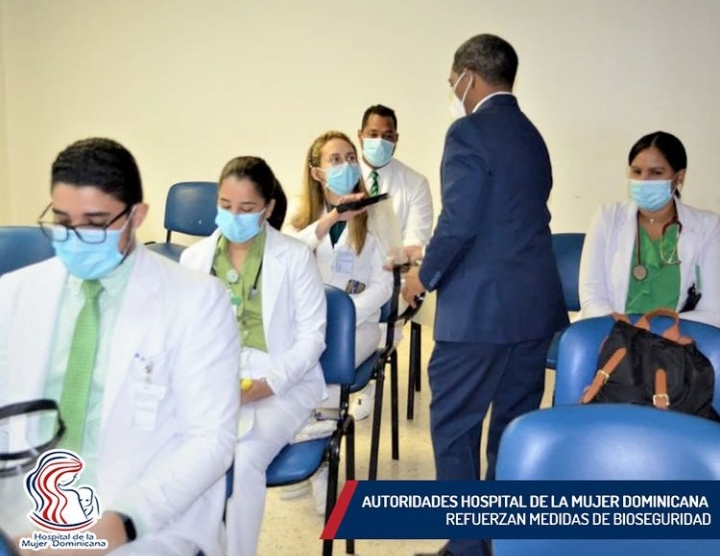 AUTORIDADES HOSPITAL DE LA MUJER DOMINICANA
REFUERZAN MEDIDAS DE BIOSEGURIDAD
Hospital de la
Mujer Dominicana